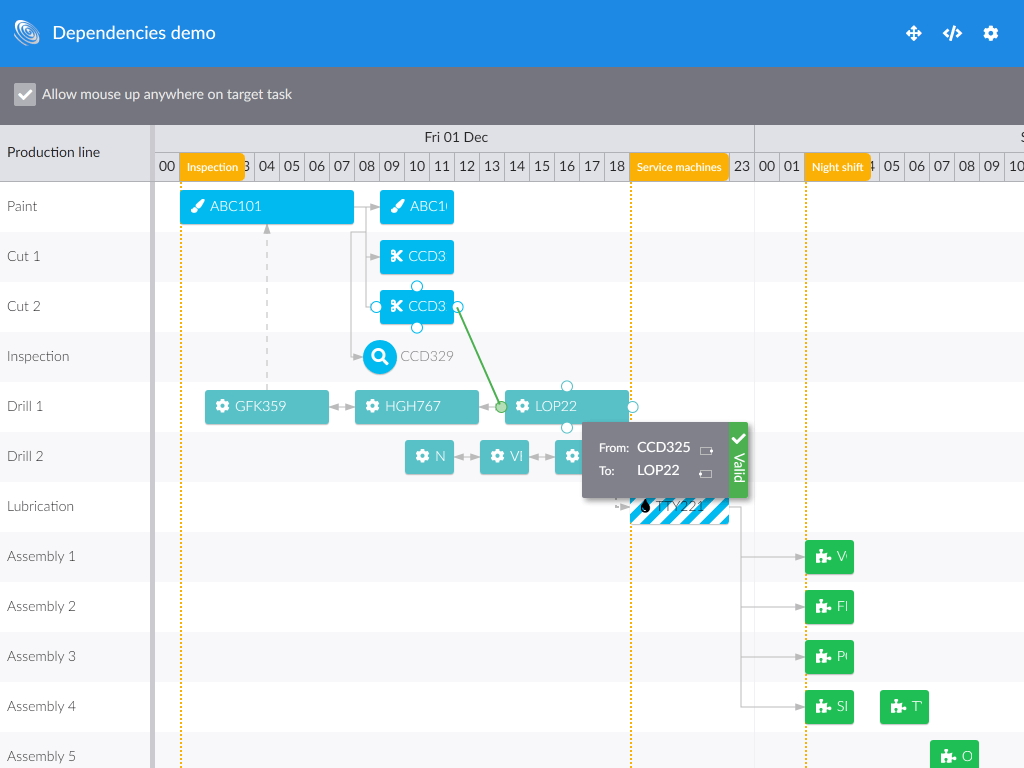 Dependencies demo
Allow mouse up anywhere on target task
Production line
Fri 01 Dec
00 Inspection 04 05 06 07 08 09 10 11 12 13 14 15 16 17 18 Service machines 23 00 01 Night shift 05 06 07 08 09 10
Paint ABC101
Cut 1 CCD3
Cut 2 CCD3
Inspection CCD329
Drill 1 GFK359 HGH767 LOP22
Drill 2 N
From: CCD325
To: LOP22
Valid
Lubrication TTY221
Assembly 1
Assembly 2
Assembly 3
Assembly 4
Assembly 5 O